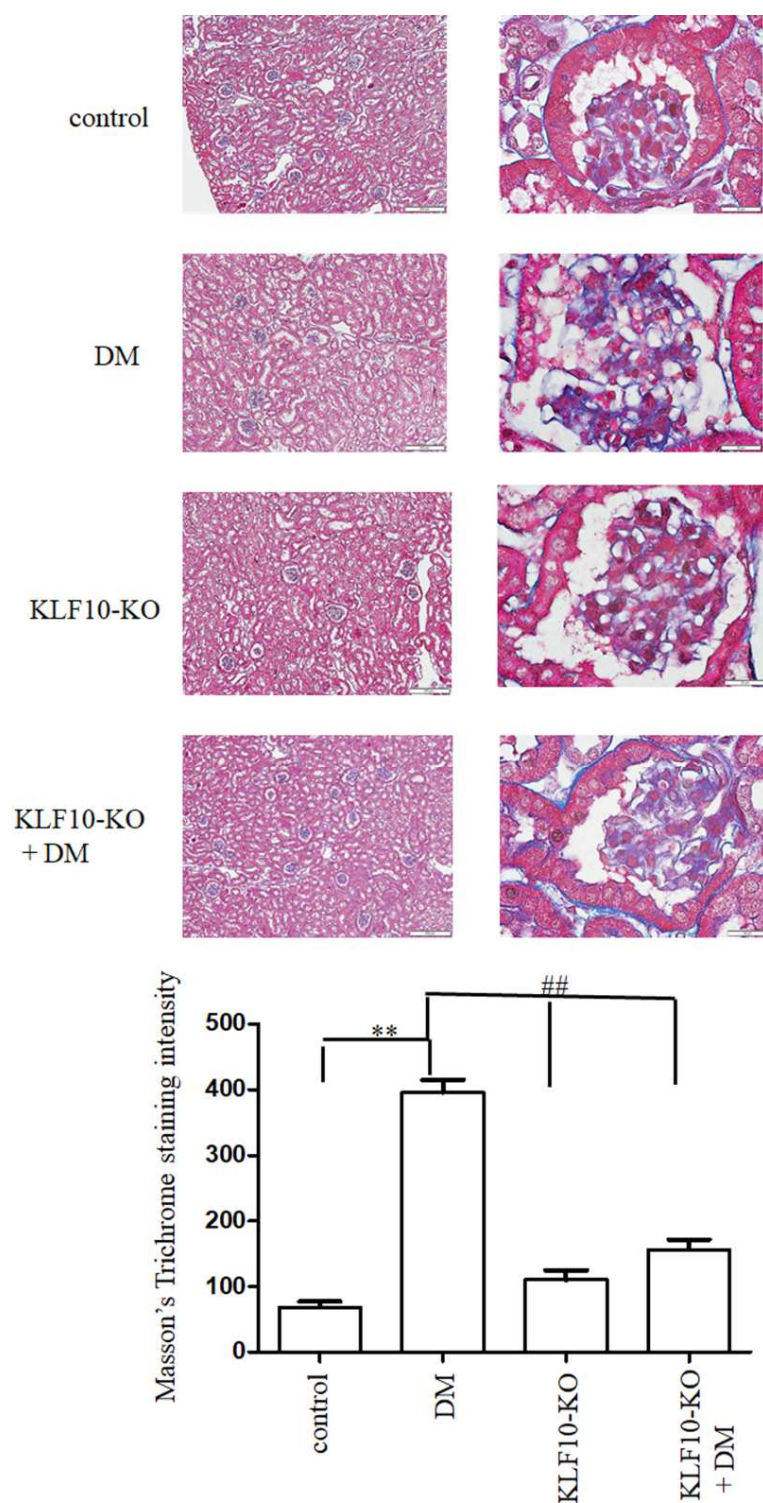 control
DM
KLF10-KO
KLF10-KO
+ DM
##
**
Masson's Trichrome staining intensity
500
400
300
200
100
0
control
DM
KLF10-KO
KLF10-KO
+ DM